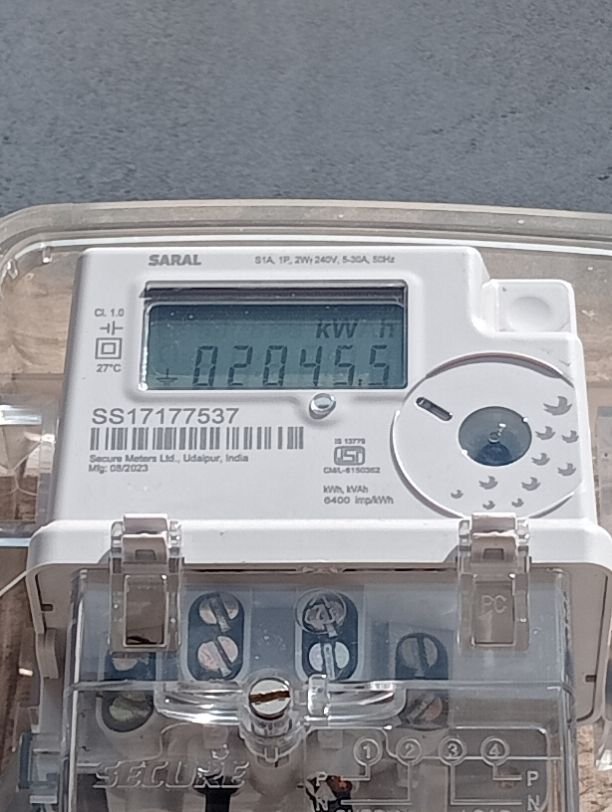 SARAL
S1A, 1P, 2W, 240V, 5-30A, 50Hz
Cl. 1.0
27°C
kW h
02045.5
SS17177537
Secure Meters Ltd., Udaipur, India
Mfg: 08/2023
IS 13779
ISI
CM/L-6150362
kWh, kVAh
6400 imp/kWh
PC
1 2 3 4
SECURE
P P
N N